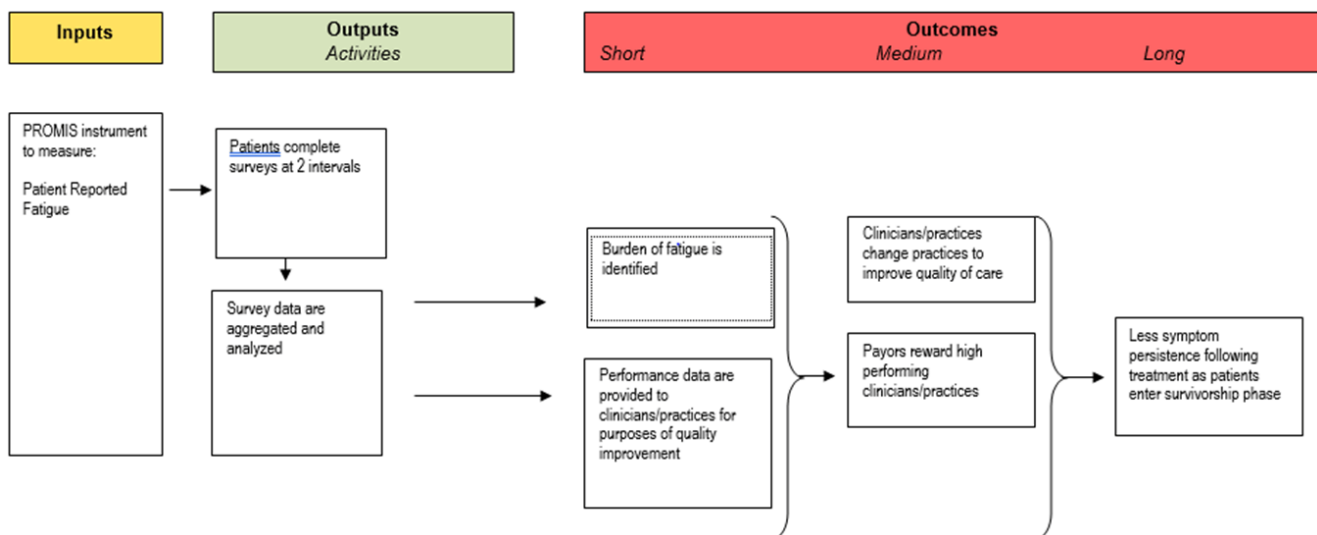 Inputs
Outputs
Activities
Outcomes
Short
Medium
Long
PROMIS instrument
to measure:
Patient Reported
Fatigue
Patients complete
surveys at 2 intervals
Survey data are
aggregated and
analyzed
Burden of fatigue is
identified
Performance data are
provided to
clinicians/practices for
purposes of quality
improvement
Clinicians/practices
change practices to
improve quality of care
Payors reward high
performing
clinicians/practices
Less symptom
persistence following
treatment as patients
enter survivorship phase